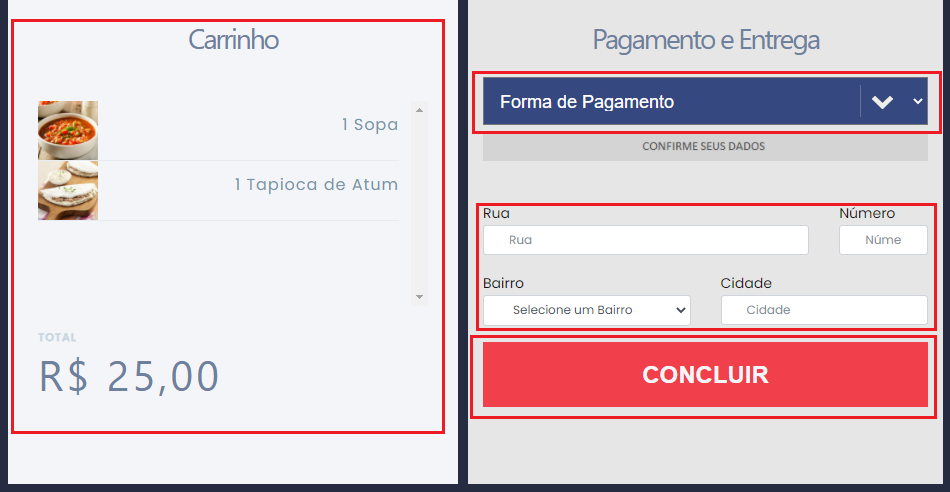 Carrinho
1 Sopa
1 Tapioca de Atum
TOTAL
R$ 25,00
Pagamento e Entrega
Forma de Pagamento
CONFIRME SEUS DADOS
Rua Número
Rua Núme
Bairro Cidade
Selecione um Bairro Cidade
CONCLUIR